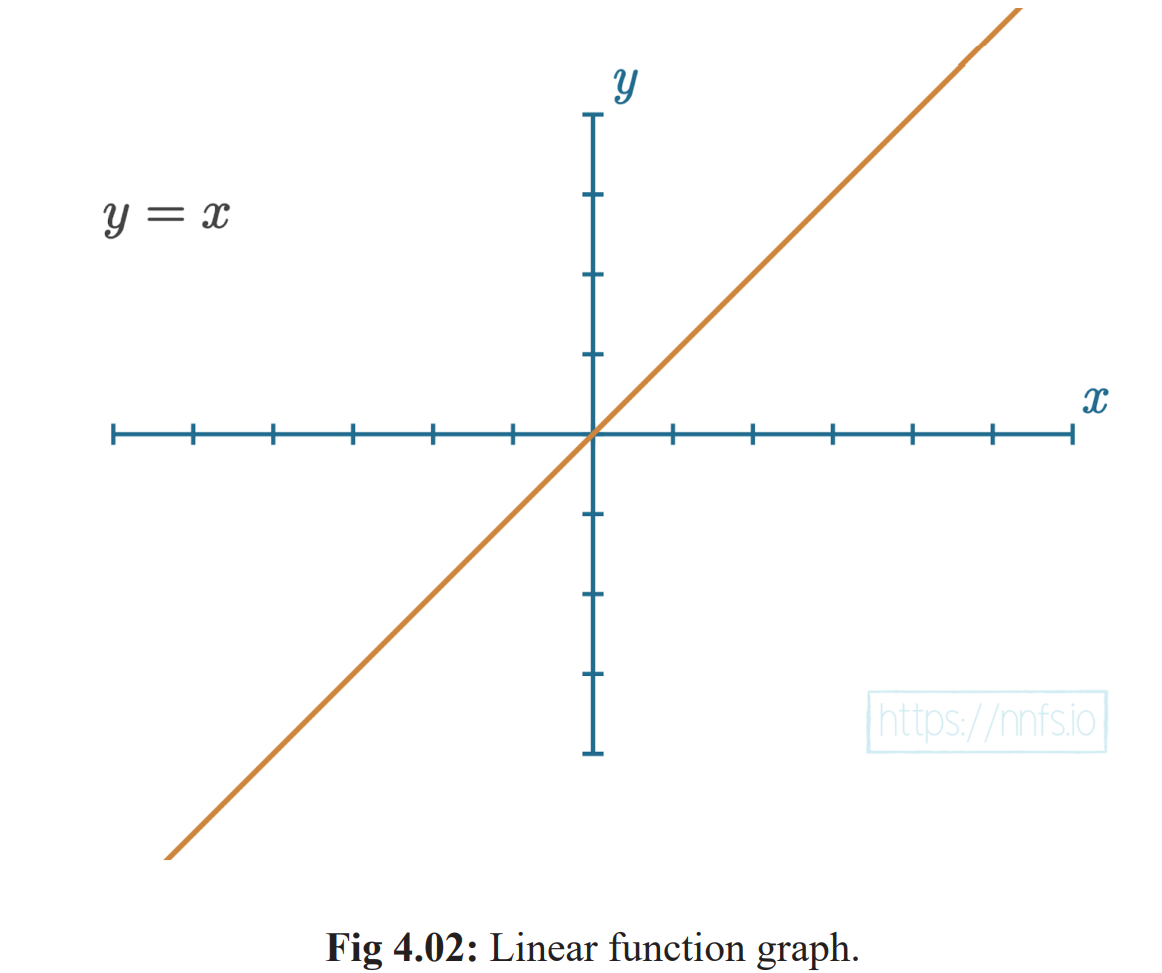 y
y = x
x
https://nnfs.io
Fig 4.02: Linear function graph.